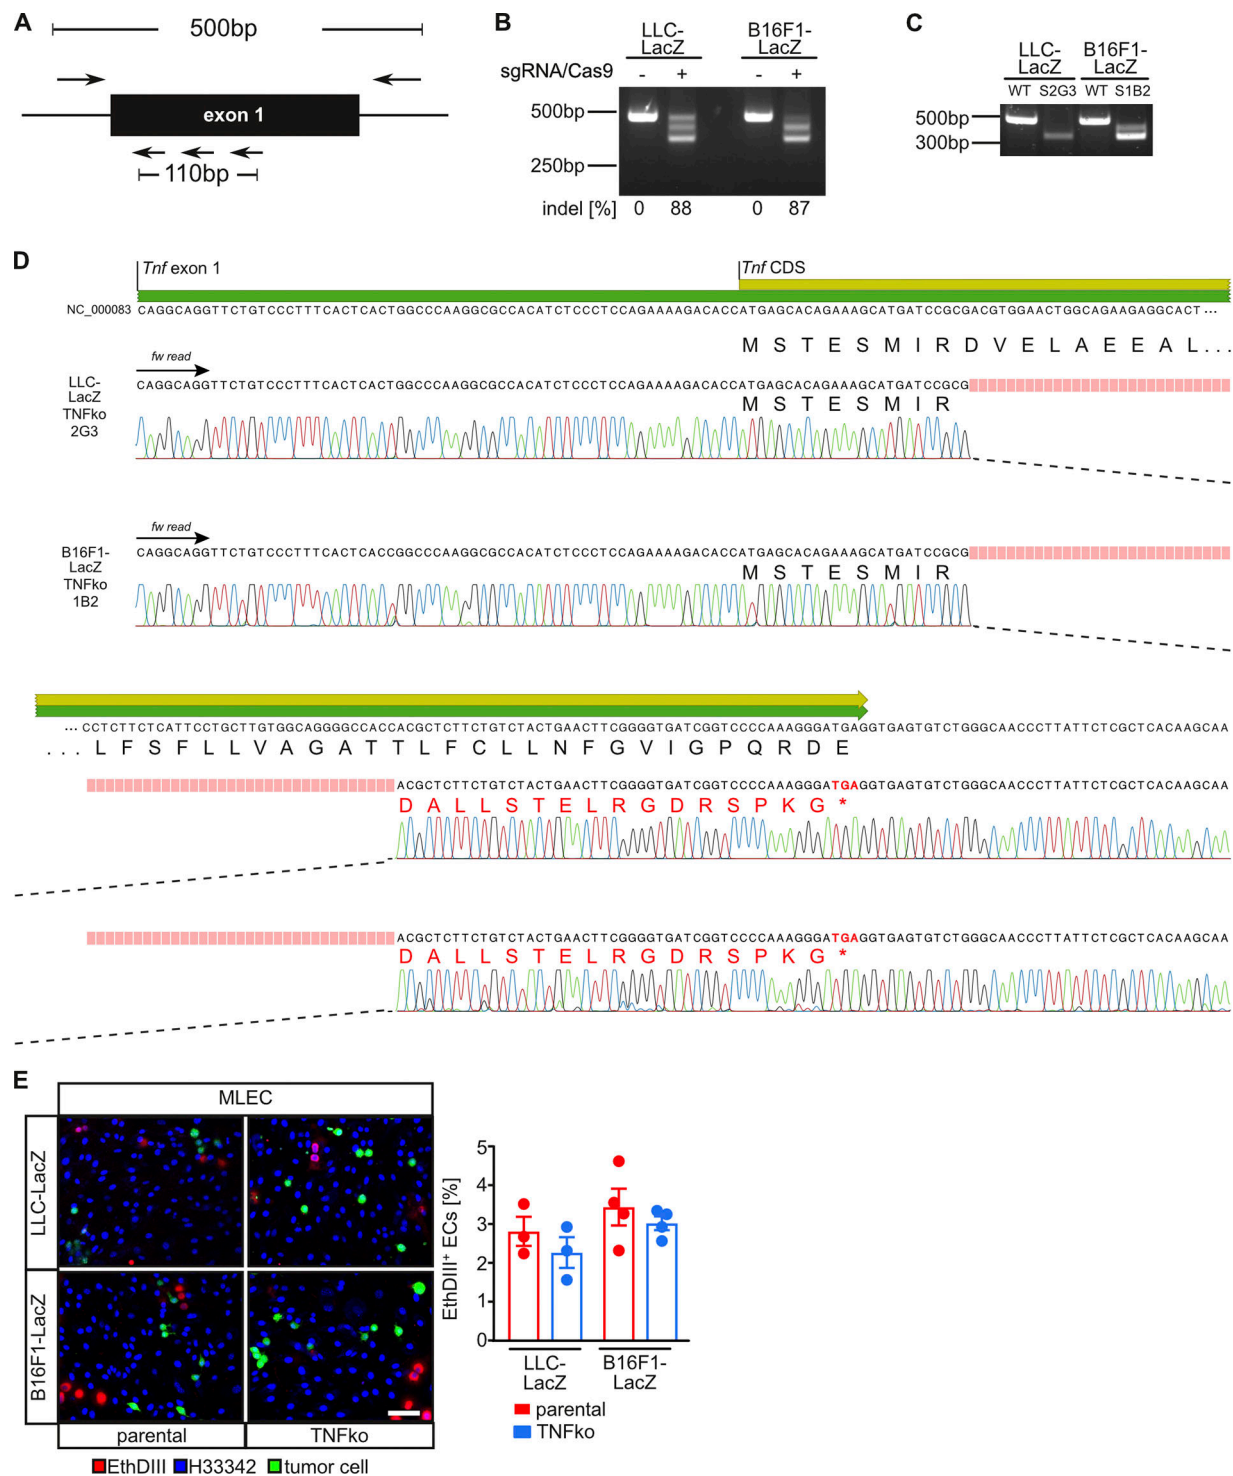 A
500bp
exon 1
110bp
B
LLC-
LacZ
B16F1-
LacZ
sgRNA/Cas9 - + - +
500bp
250bp
indel [%] 0 88 0 87
C
LLC-
LacZ
B16F1-
LacZ
WT S2G3 WT S1B2
500bp
300bp
D
Tnf exon 1
Tnf CDS
NC_000083 CAGGCAGGTTCTGTCCCTTTCACTCACTGGCCCAAGGCGCCACATCTCCCTCCAGAAAAGACACCATGAGCACAGAAAGCATGATCCGCGACGTGGAACTGGCAGAAGAGGCACT ...
M S T E S M I R D V E L A E E A L ...
fw read
LLC-
LacZ
TNFko
2G3
CAGGCAGGTTCTGTCCCTTTCACTCACTGGCCCAAGGCGCCACATCTCCCTCCAGAAAAGACACCATGAGCACAGAAAGCATGATCCGCG
M S T E S M I R
fw read
B16F1-
LacZ
TNFko
1B2
CAGGCAGGTTCTGTCCCTTTCACTCACCGGCCCAAGGCGCCACATCTCCCTCCAGAAAAGACACCATGAGCACAGAAAGCATGATCCGCG
M S T E S M I R
... CCTCTTCTCATTCCTGCTTGTGGCAGGGGCCACCACGCTCTTCTGTCTACTGAACTTCGGGGTGATCGGTCCCCAAAGGGATGAGGTGAGTGTCTGGGCAACCCTTATTCTCGCTCACAAGCAA
... L F S F L L V A G A T T L F C L L N F G V I G P Q R D E
ACGCTCTTCTGTCTACTGAACTTCGGGGTGATCGGTCCCCAAAGGGATGAGGTGAGTGTCTGGGCAACCCTTATTCTCGCTCACAAGCAA
D A L L S T E L R G D R S P K G *
ACGCTCTTCTGTCTACTGAACTTCGGGGTGATCGGTCCCCAAAGGGATGAGGTGAGTGTCTGGGCAACCCTTATTCTCGCTCACAAGCAA
D A L L S T E L R G D R S P K G *
E
MLEC
LLC-LacZ
B16F1-LacZ
parental TNFko
EthDIII H33342 tumor cell
EthDIII⁺ ECs [%]
5
4
3
2
1
0
LLC-
LacZ
B16F1-
LacZ
parental
TNFko